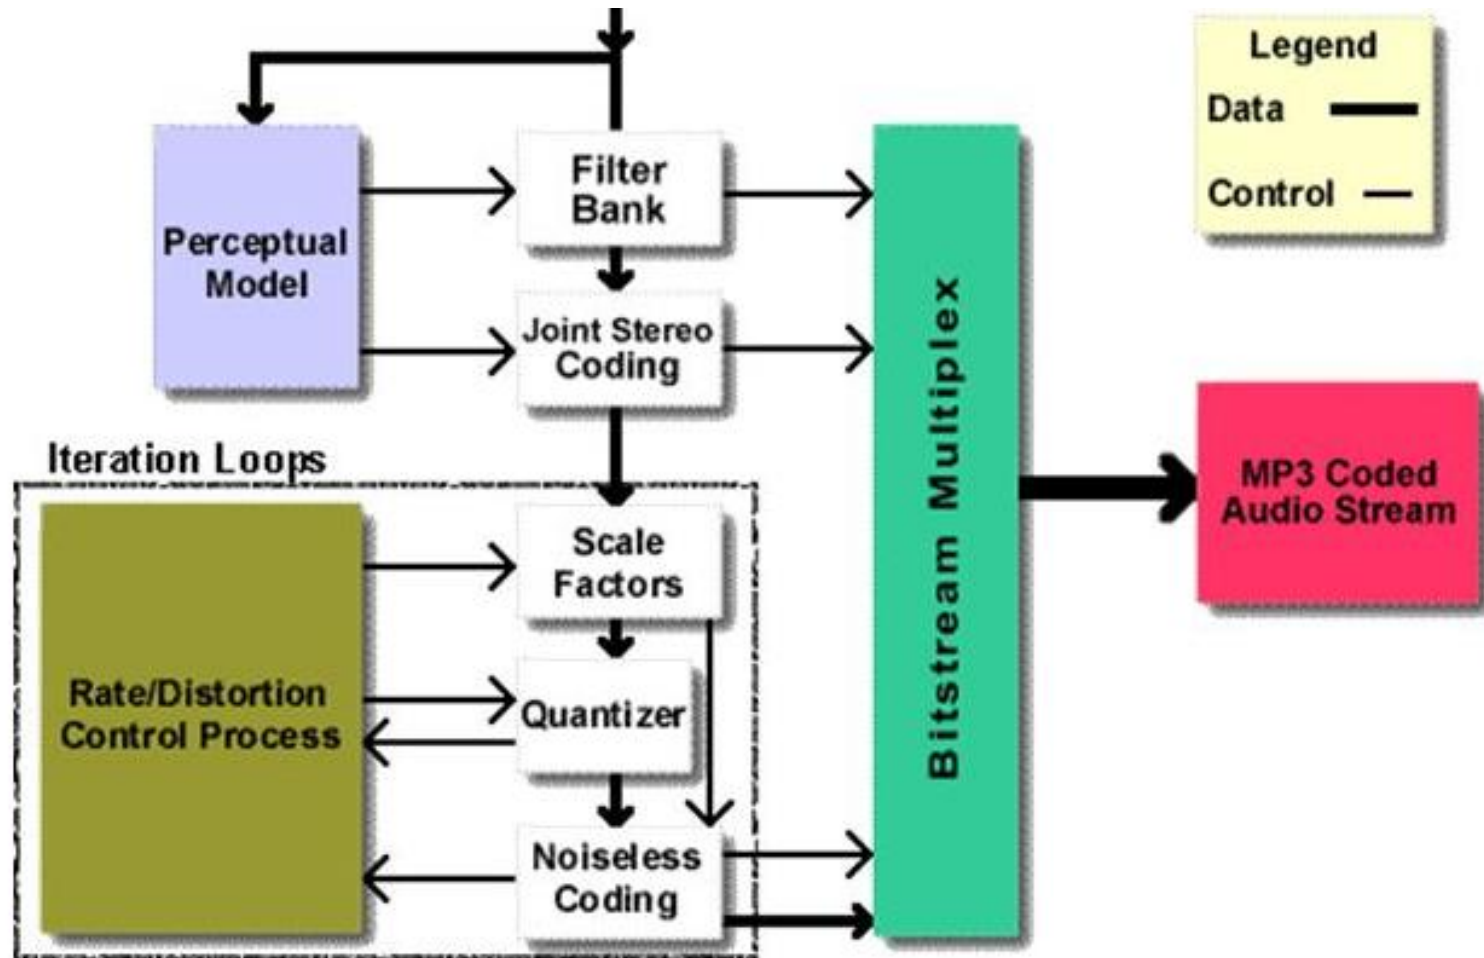 Legend
Data
Control
Perceptual
Model
Filter
Bank
Joint Stereo
Coding
Iteration Loops
Rate/Distortion
Control Process
Scale
Factors
Quantizer
Noiseless
Coding
Bitstream Multiplex
MP3 Coded
Audio Stream